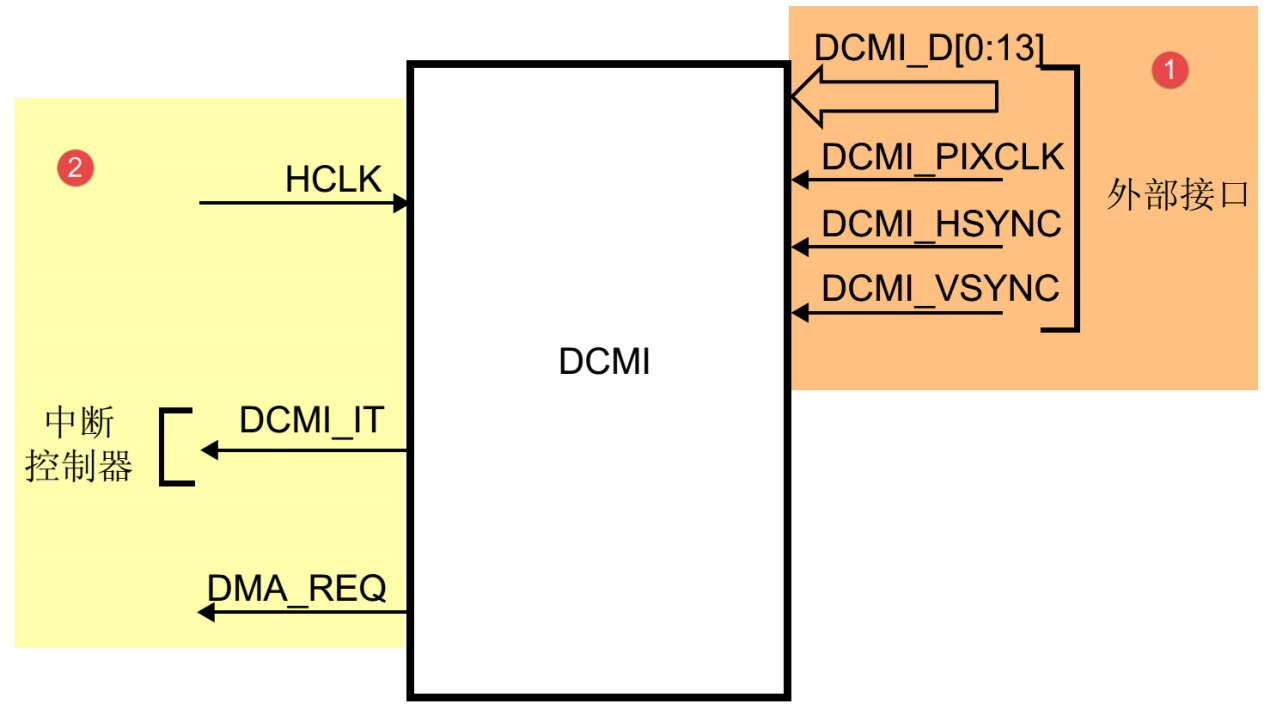 DCMI_D[0:13]
1
DCMI_PIXCLK
外部接口
DCMI_HSYNC
DCMI_VSYNC
2
HCLK
DCMI
中断
控制器
DCMI_IT
DMA_REQ